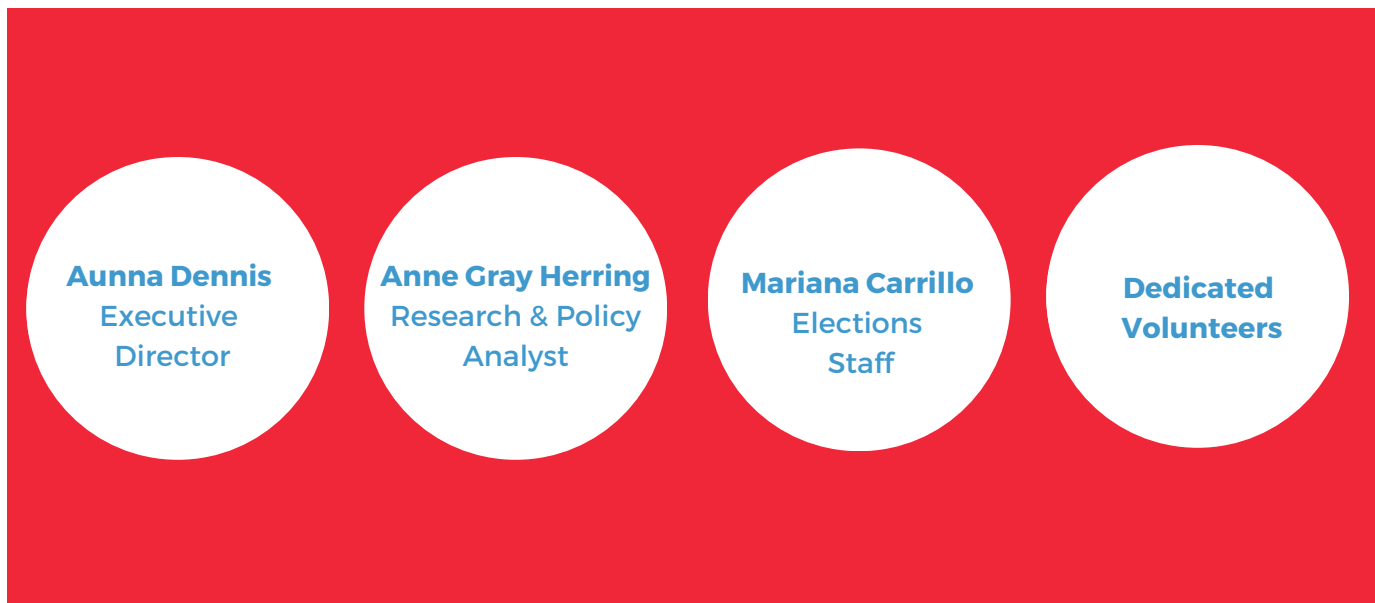 Aunna Dennis
Executive
Director
Anne Gray Herring
Research & Policy
Analyst
Mariana Carrillo
Elections
Staff
Dedicated
Volunteers